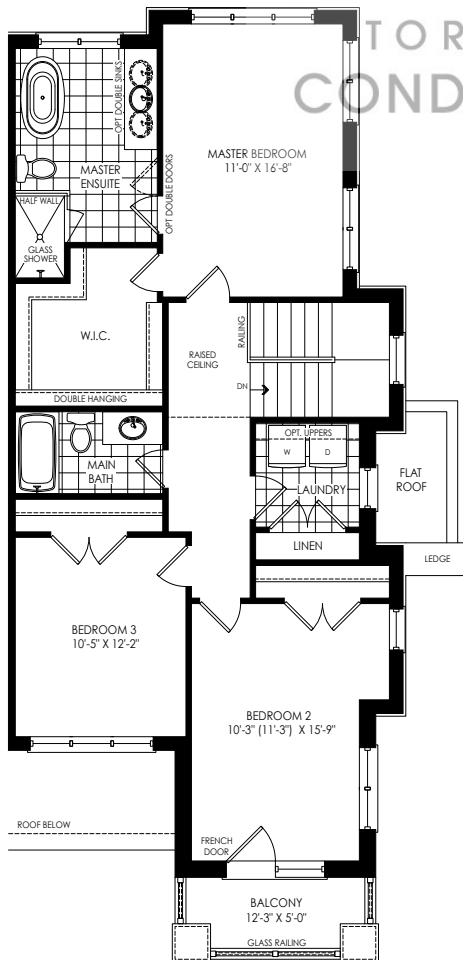 TOR
COND
OPT DOUBLE SINKS
MASTER
ENSUITE
OPT DOUBLE DOORS
MASTER BEDROOM
11'-0" X 16'-8"
HALF WALL
GLASS
SHOWER
W.I.C.
DOUBLE HANGING
RAISED
CEILING
RAILING
DN
OPT. UPPERS
W
D
LAUNDRY
LINEN
FLAT
ROOF
LEDGE
MAIN
BATH
BEDROOM 3
10'-5" X 12'-2"
BEDROOM 2
10'-3" (11'-3") X 15'-9"
ROOF BELOW
FRENCH
DOOR
BALCONY
12'-3" X 5'-0"
GLASS RAILING